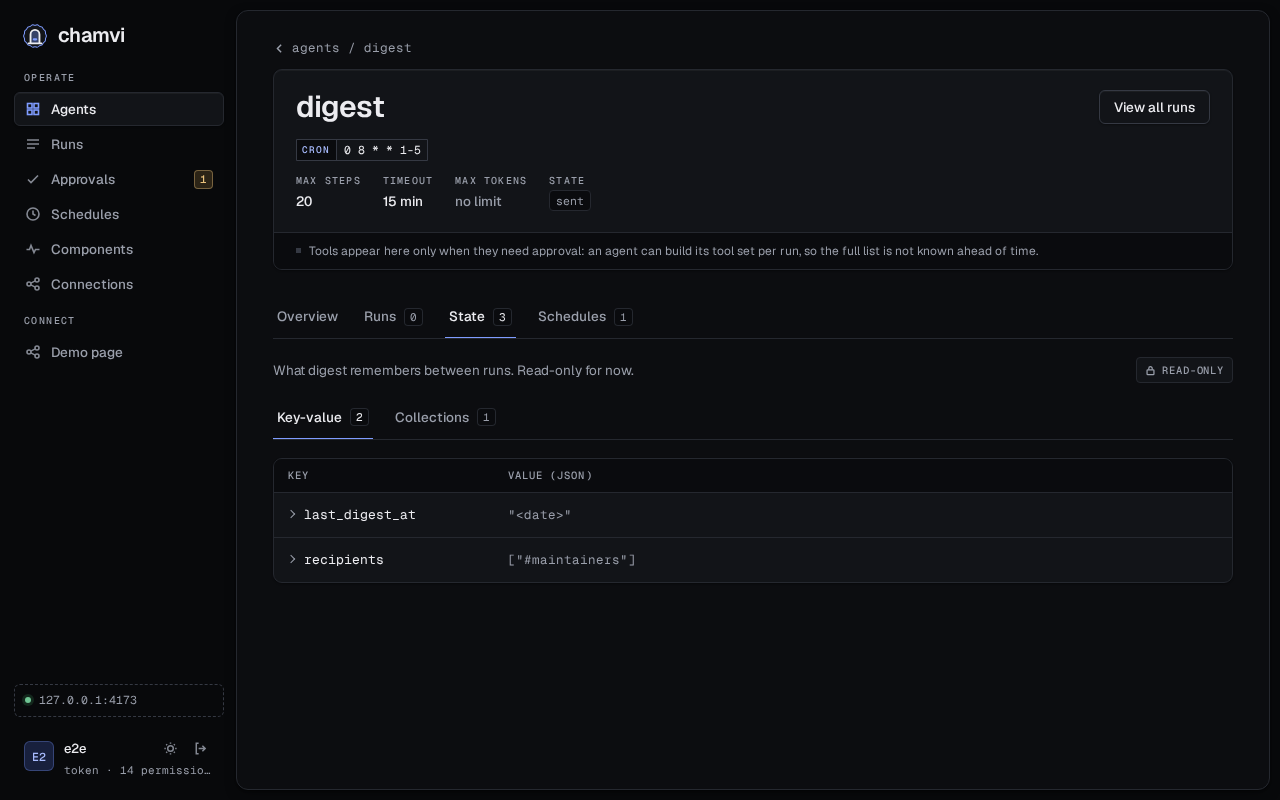 chamvi
OPERATE
Agents
Runs
Approvals 1
Schedules
Components
Connections
CONNECT
Demo page
127.0.0.1:4173
E2
e2e
token · 14 permissio…
agents / digest
digest
View all runs
CRON 0 8 * * 1-5
MAX STEPS TIMEOUT MAX TOKENS STATE
20 15 min no limit sent
Tools appear here only when they need approval: an agent can build its tool set per run, so the full list is not known ahead of time.
Overview Runs 0 State 3 Schedules 1
What digest remembers between runs. Read-only for now.
READ-ONLY
Key-value 2 Collections 1
KEY VALUE (JSON)
last_digest_at "<date>"
recipients ["#maintainers"]